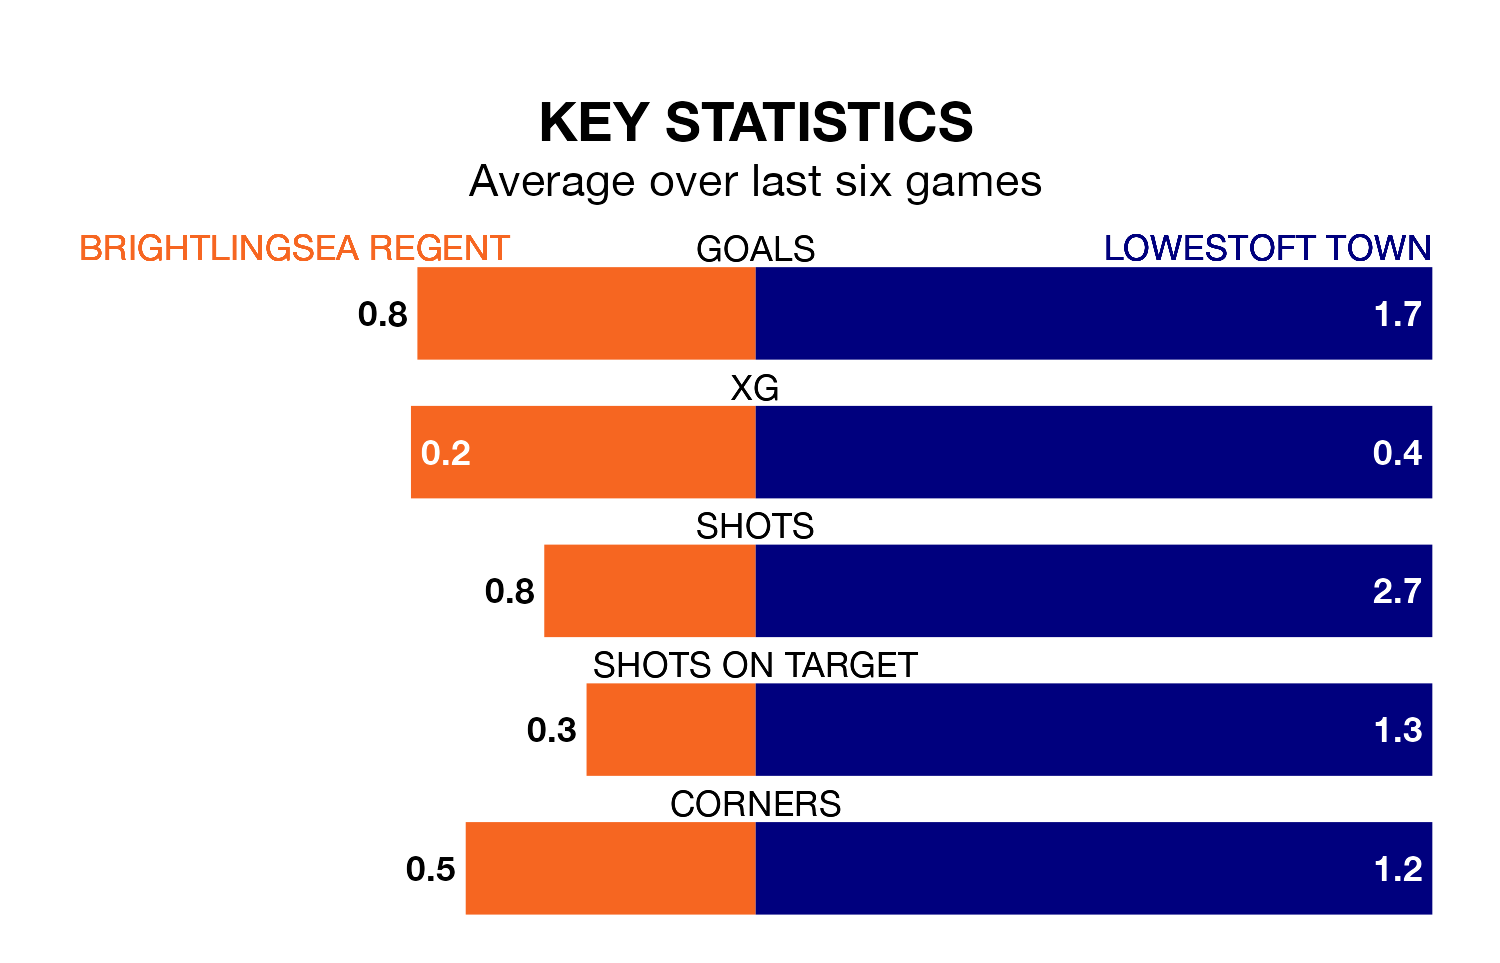 KEY STATISTICS
Average over last six games
BRIGHTLINGSEA REGENT GOALS LOWESTOFT TOWN
0.8 1.7
XG
0.2 0.4
SHOTS
0.8 2.7
SHOTS ON TARGET
0.3 1.3
CORNERS
0.5 1.2